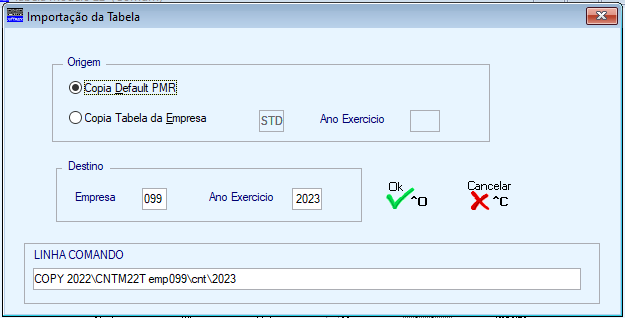 Importação da Tabela
Origem
Copia Default PMR
Copia Tabela da Empresa STD Ano Exercicio
Destino
Empresa 099 Ano Exercicio 2023
Ok ^O
Cancelar ^C
LINHA COMANDO
COPY 2022\CNTM22T emp099\cnt\2023